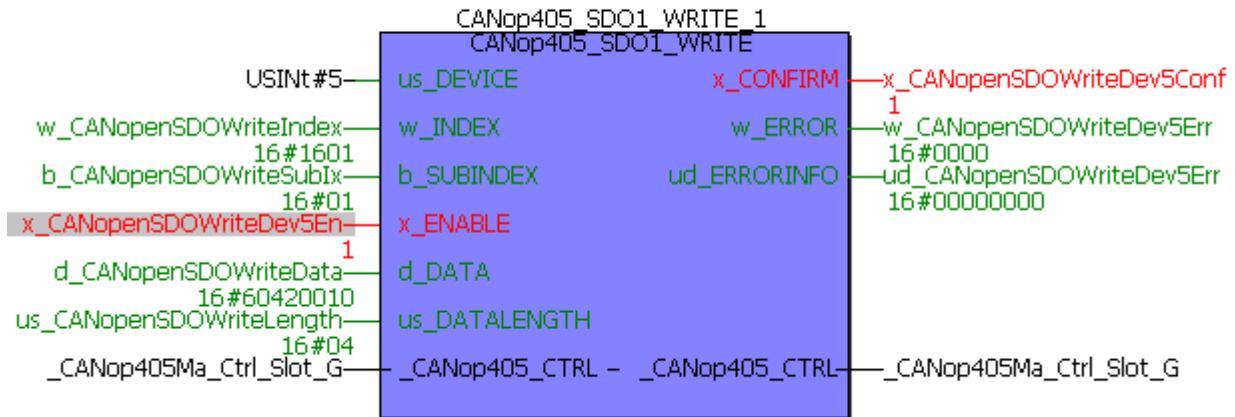 CANop405_SDO1_WRITE_1
CANop405_SDO1_WRITE
USINt#5 us_DEVICE x_CONFIRM x_CANopenSDOWriteDev5Conf
1
w_CANopenSDOWriteIndex w_INDEX w_ERROR w_CANopenSDOWriteDev5Err
16#1601 16#0000
b_CANopenSDOWriteSubIx b_SUBINDEX ud_ERRORINFO ud_CANopenSDOWriteDev5Err
16#01 16#00000000
x_CANopenSDOWriteDev5En x_ENABLE
1
d_CANopenSDOWriteData d_DATA
16#60420010
us_CANopenSDOWriteLength us_DATALENGTH
16#04
_CANop405Ma_Ctrl_Slot_G _CANop405_CTRL – _CANop405_CTRL _CANop405Ma_Ctrl_Slot_G